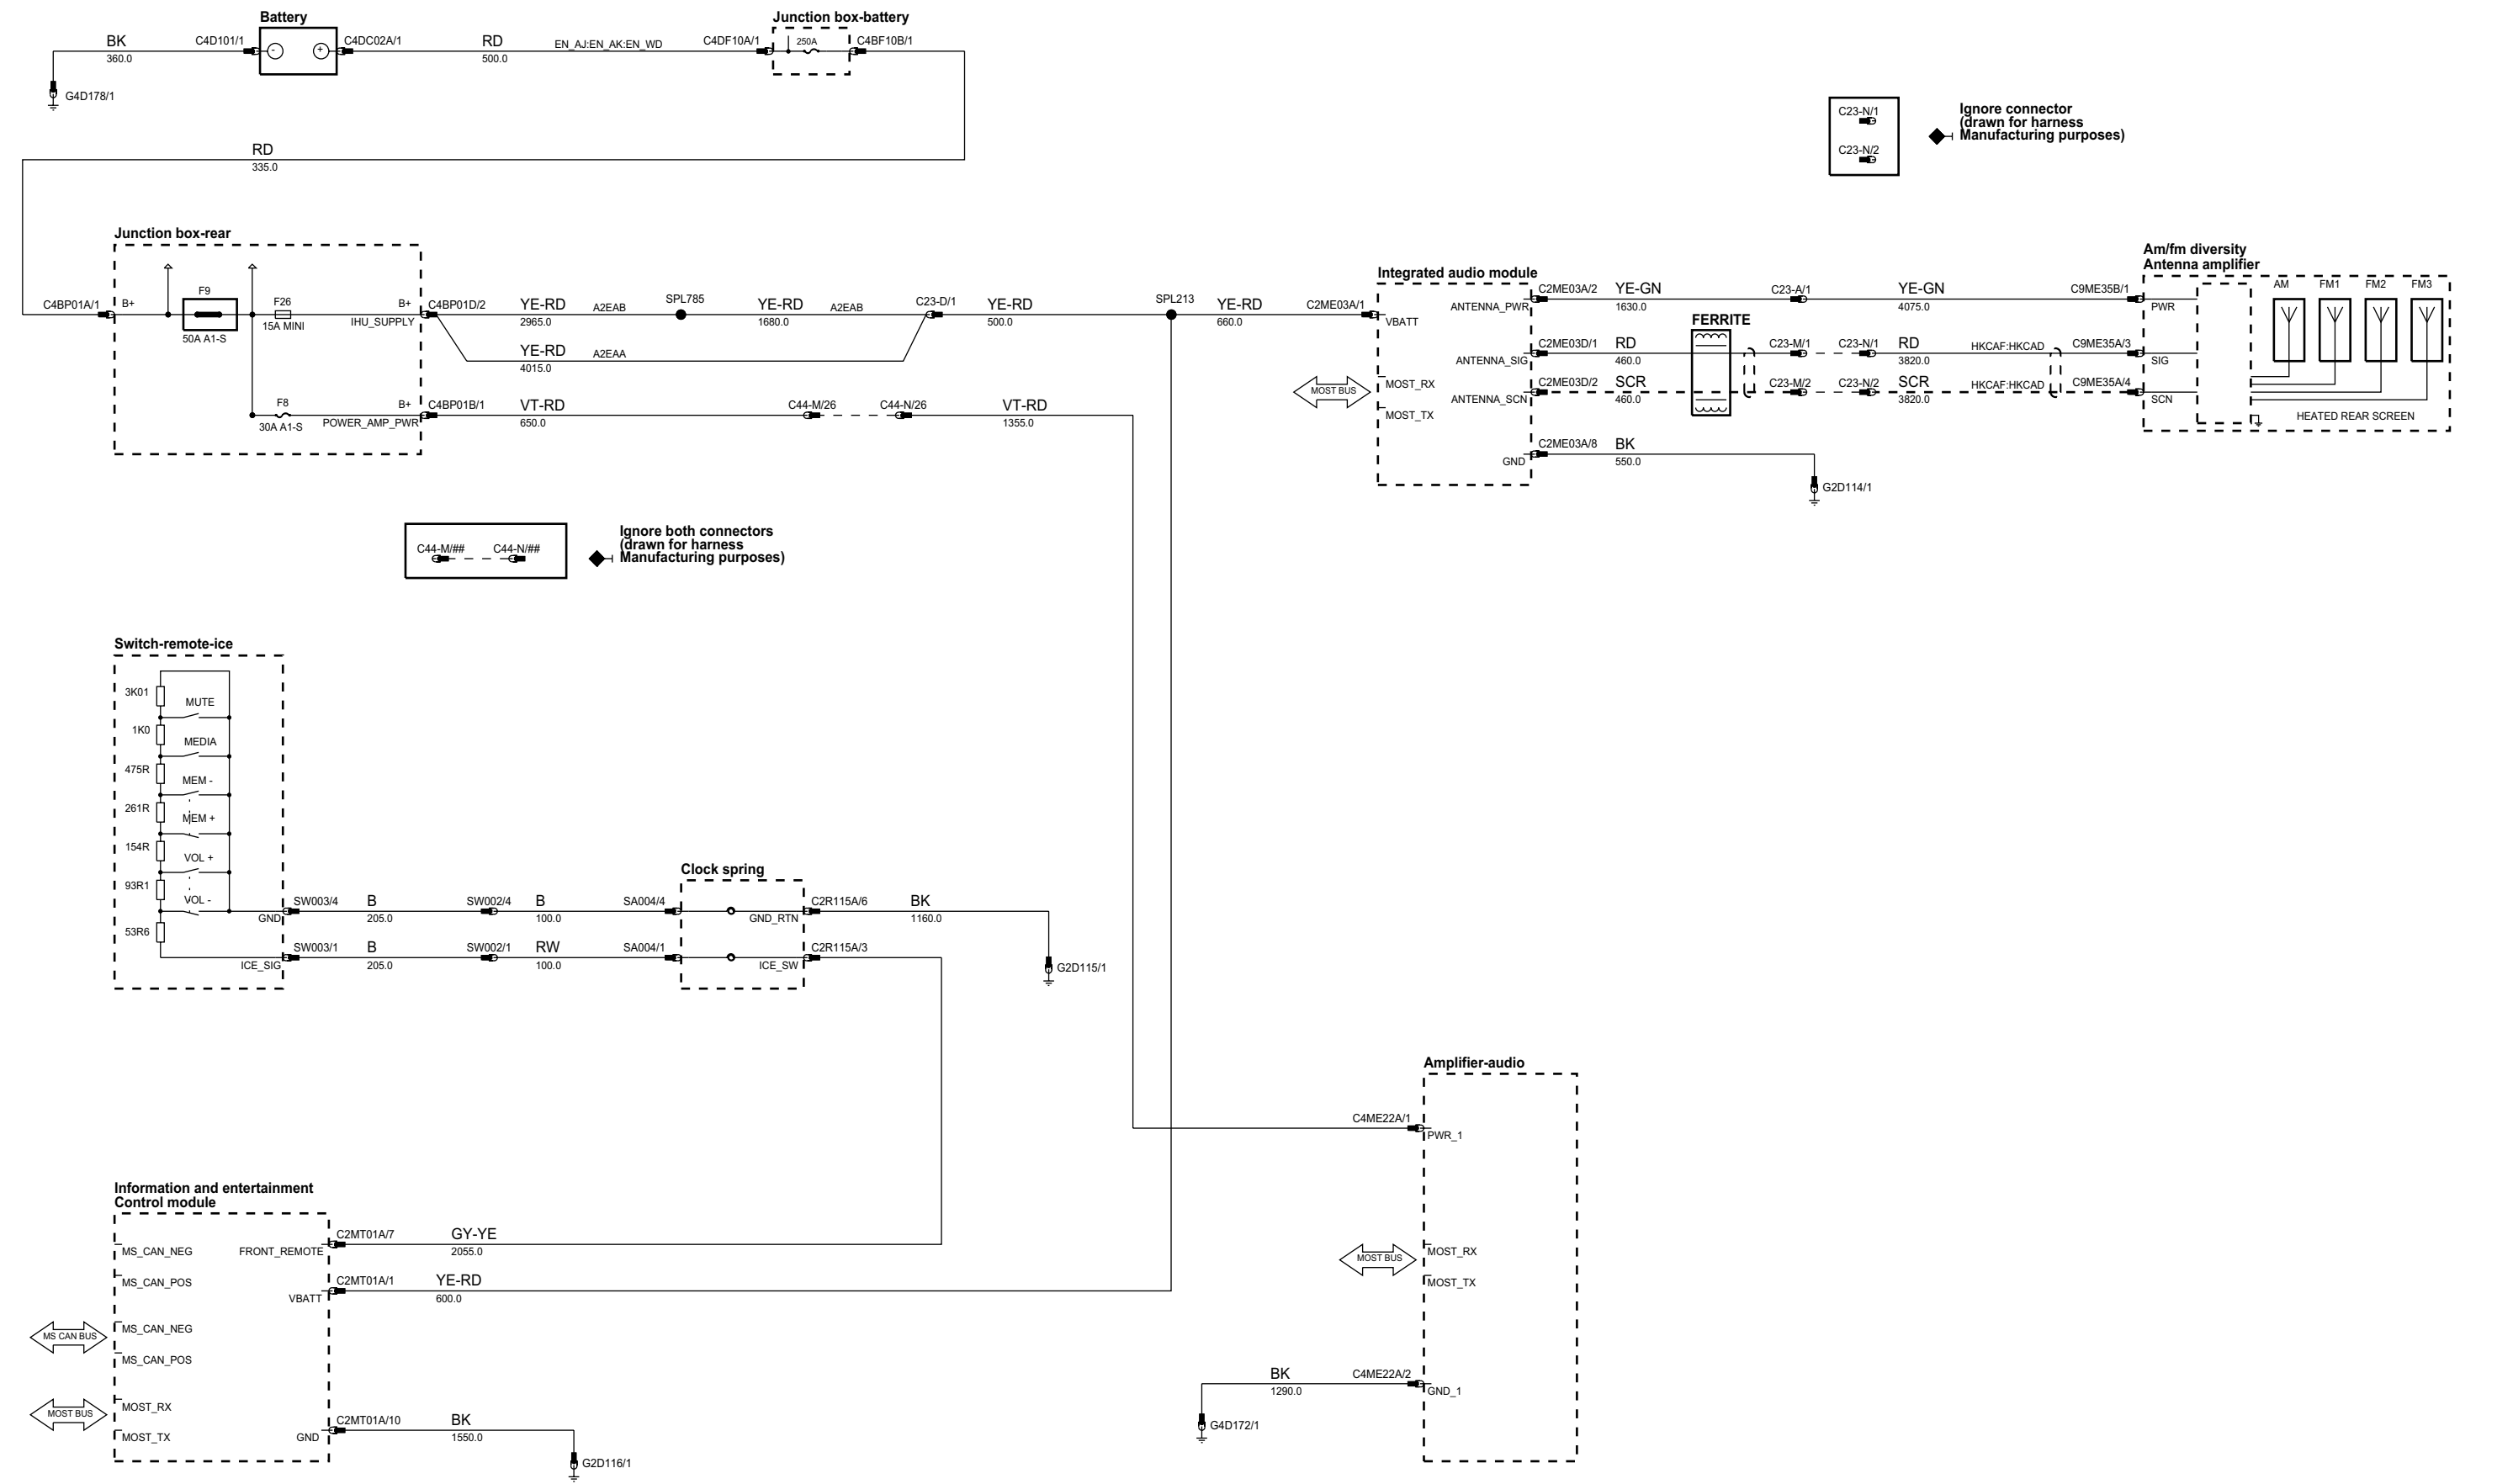 Battery
Junction box-battery
BK
360.0
C4D101/1
-
+
C4DC02A/1
RD
500.0
EN_AJ:EN_AK:EN_WD
C4DF10A/1
250A
C4BF10B/1
G4D178/1
RD
335.0
C23-N/1
C23-N/2
Ignore connector
(drawn for harness
Manufacturing purposes)
Junction box-rear
C4BP01A/1
B+
F9
50A A1-S
F26
15A MINI
B+
IHU_SUPPLY
C4BP01D/2
YE-RD
2965.0
A2EAB
SPL785
YE-RD
1680.0
A2EAB
C23-D/1
YE-RD
500.0
SPL213
YE-RD
660.0
C2ME03A/1
YE-RD
4015.0
A2EAA
F8
30A A1-S
B+
POWER_AMP_PWR
C4BP01B/1
VT-RD
650.0
C44-M/26
C44-N/26
VT-RD
1355.0
Integrated audio module
VBATT
MOST_RX
MOST_TX
MOST BUS
ANTENNA_PWR
ANTENNA_SIG
ANTENNA_SCN
GND
C2ME03A/2
YE-GN
1630.0
C23-A/1
YE-GN
4075.0
C9ME35B/1
FERRITE
C2ME03D/1
RD
460.0
C23-M/1
C23-N/1
RD
3820.0
HKCAF:HKCAD
C9ME35A/3
C2ME03D/2
SCR
460.0
C23-M/2
C23-N/2
SCR
3820.0
HKCAF:HKCAD
C9ME35A/4
C2ME03A/8
BK
550.0
G2D114/1
Am/fm diversity
Antenna amplifier
PWR
SIG
SCN
AM
FM1
FM2
FM3
HEATED REAR SCREEN
C44-M/##
C44-N/##
Ignore both connectors
(drawn for harness
Manufacturing purposes)
Switch-remote-ice
3K01
MUTE
1K0
MEDIA
475R
MEM -
261R
MEM +
154R
VOL +
93R1
VOL -
53R6
GND
ICE_SIG
SW003/4
B
205.0
SW002/4
B
100.0
SA004/4
SW003/1
B
205.0
SW002/1
RW
100.0
SA004/1
Clock spring
GND_RTN
ICE_SW
C2R115A/6
BK
1160.0
C2R115A/3
G2D115/1
Amplifier-audio
C4ME22A/1
PWR_1
MOST BUS
MOST_RX
MOST_TX
BK
1290.0
C4ME22A/2
GND_1
G4D172/1
Information and entertainment
Control module
MS_CAN_NEG
MS_CAN_POS
MS_CAN_NEG
MS_CAN_POS
MS CAN BUS
MOST_RX
MOST_TX
MOST BUS
FRONT_REMOTE
VBATT
GND
C2MT01A/7
GY-YE
2055.0
C2MT01A/1
YE-RD
600.0
C2MT01A/10
BK
1550.0
G2D116/1